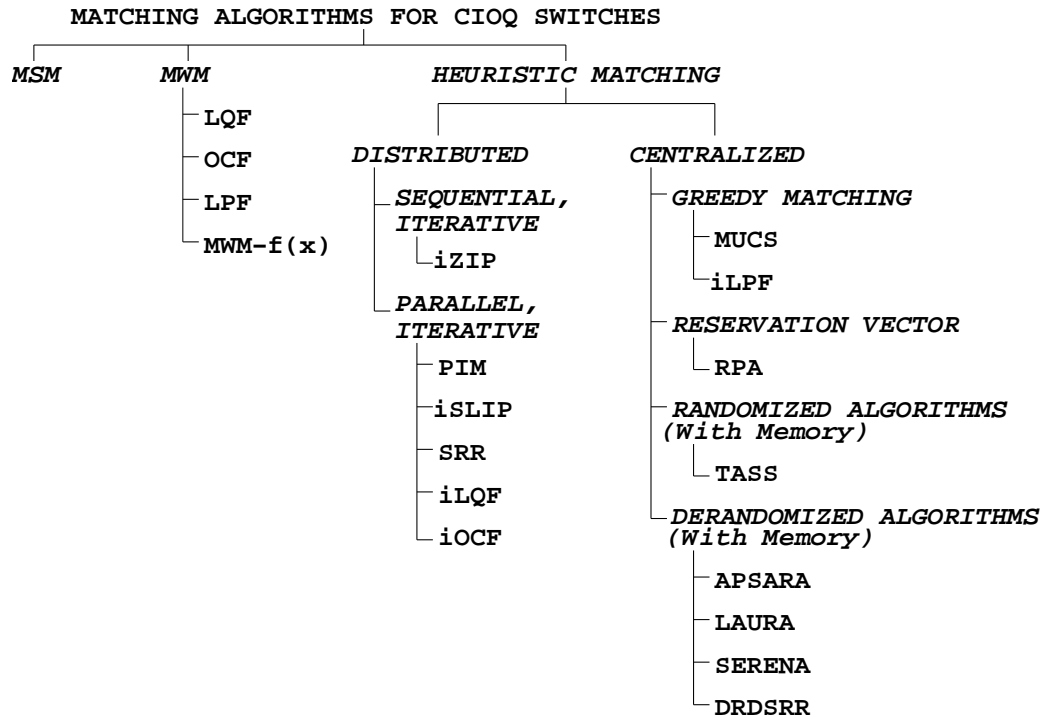 MATCHING ALGORITHMS FOR CIOQ SWITCHES
MSM
MWM
LQF
OCF
LPF
MWM-f(x)
HEURISTIC MATCHING
DISTRIBUTED
SEQUENTIAL,
ITERATIVE
iZIP
PARALLEL,
ITERATIVE
PIM
iSLIP
SRR
iLQF
iOCF
CENTRALIZED
GREEDY MATCHING
MUCS
iLPF
RESERVATION VECTOR
RPA
RANDOMIZED ALGORITHMS
(With Memory)
TASS
DERANDOMIZED ALGORITHMS
(With Memory)
APSARA
LAURA
SERENA
DRDSRR